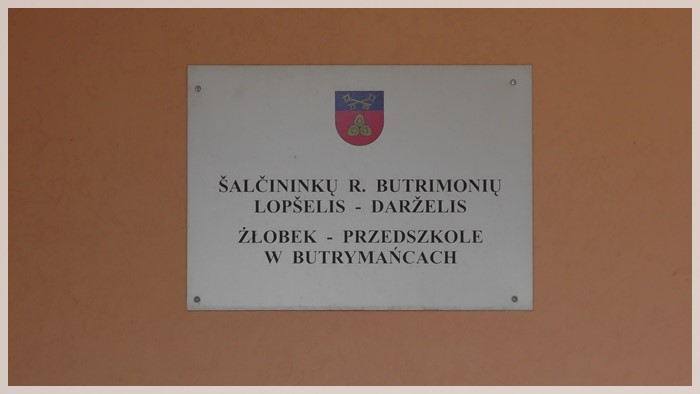 ŠALČININKŲ R. BUTRIMONIŲ
LOPŠELIS - DARŽELIS
ŻŁOBEK - PRZEDSZKOLE
W BUTRYMAŃCACH